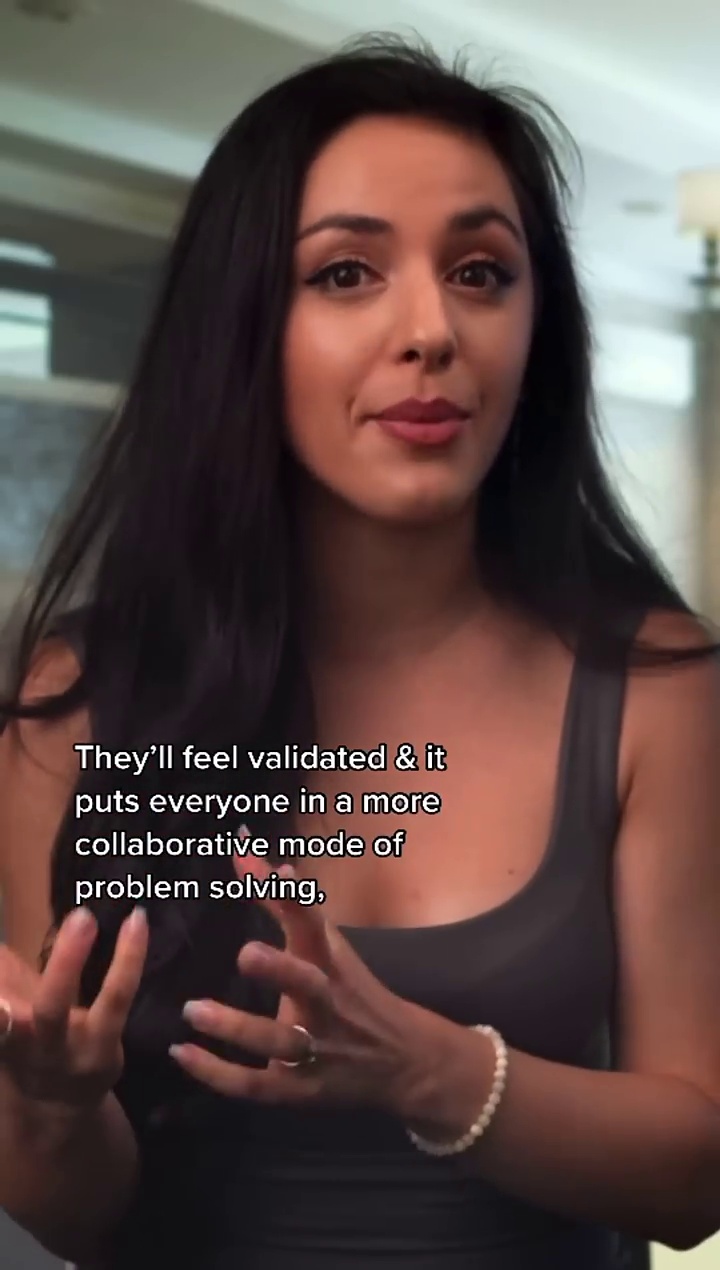 They’ll feel validated & it
puts everyone in a more
collaborative mode of
problem solving,